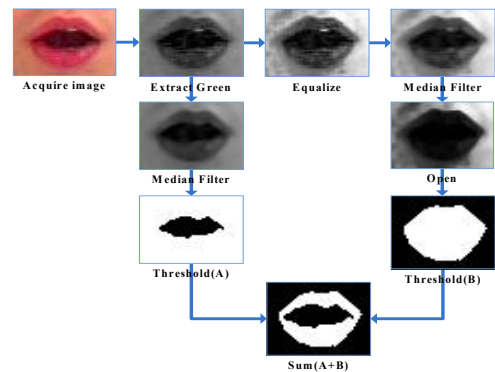 Acquire image
Extract Green
Equalize
Median Filter
Median Filter
Open
Threshold(A)
Threshold(B)
Sum(A+B)